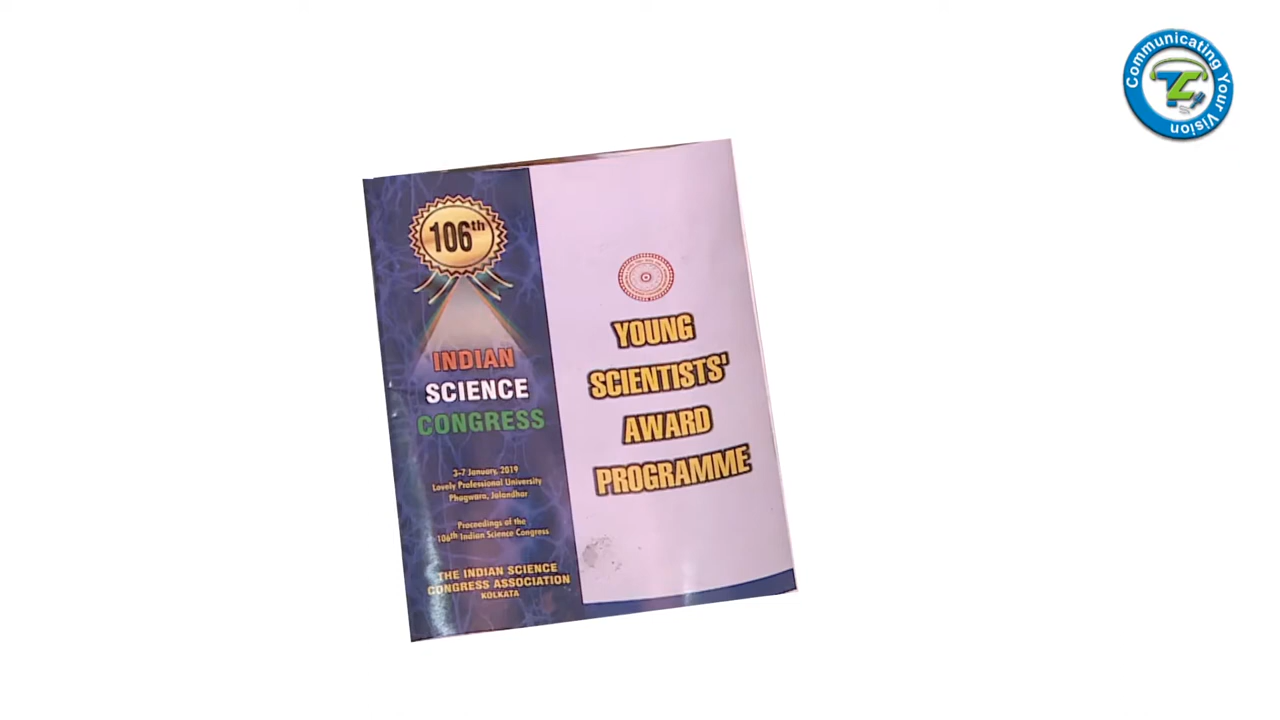 Communicating Your Vision
106th
INDIAN
SCIENCE
CONGRESS
3-7 January, 2019
Lovely Professional University
Phagwara, Jalandhar
Proceedings of the
106th Indian Science Congress
THE INDIAN SCIENCE
CONGRESS ASSOCIATION
KOLKATA
YOUNG
SCIENTISTS'
AWARD
PROGRAMME